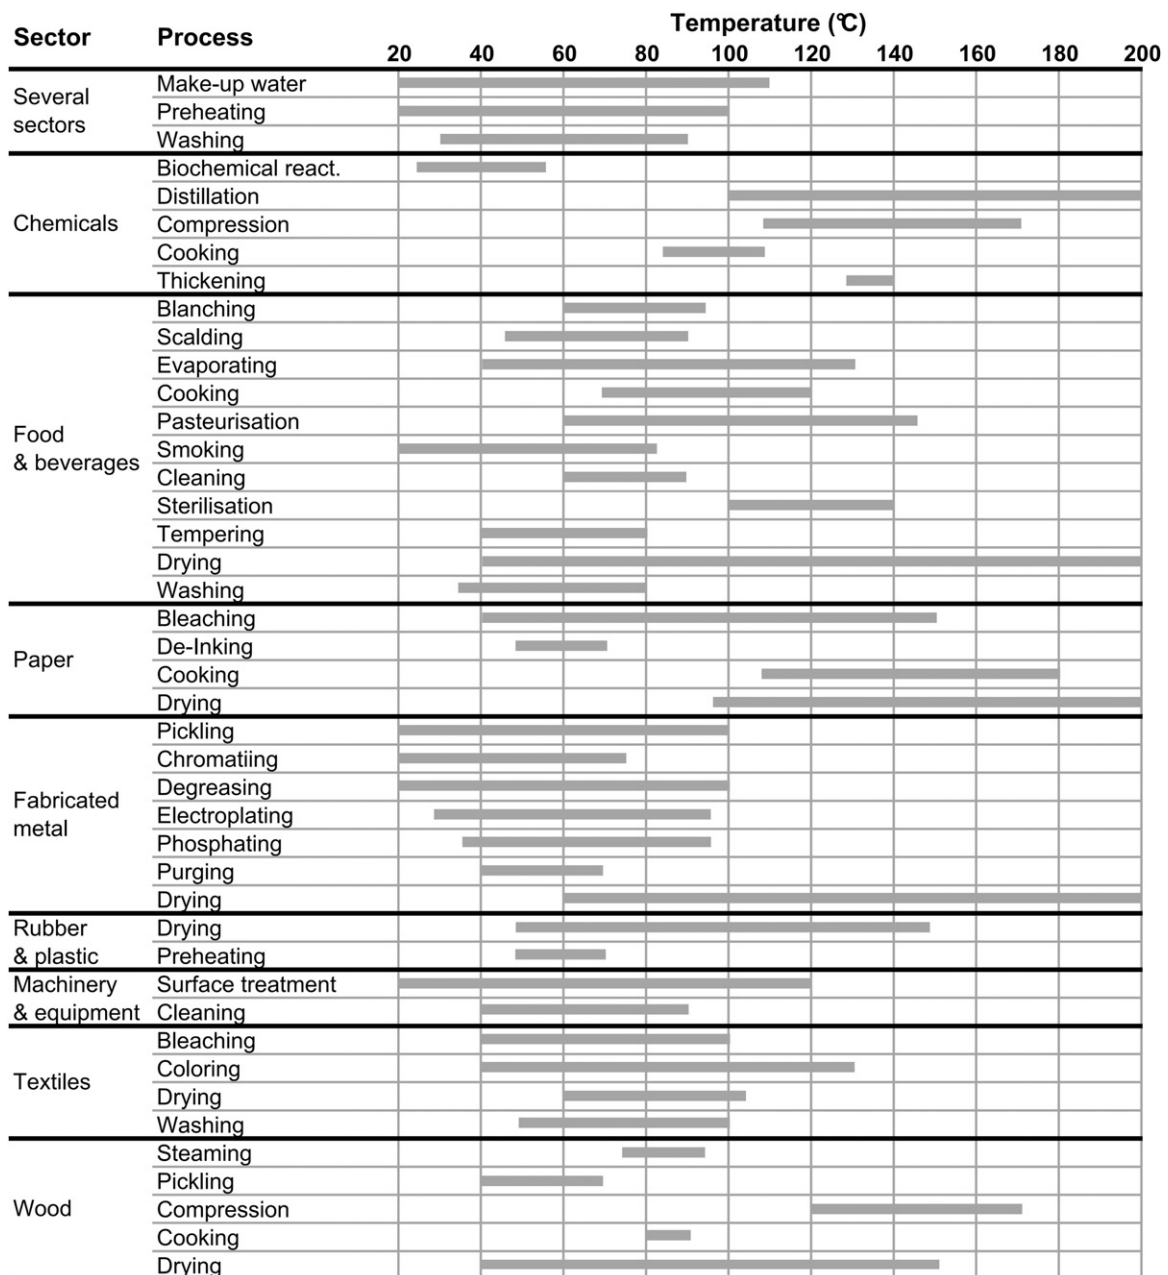 Temperature (°C)
Sector Process
20 40 60 80 100 120 140 160 180 200
Several
sectors
Make-up water
Preheating
Washing
Chemicals
Biochemical react.
Distillation
Compression
Cooking
Thickening
Food
& beverages
Blanching
Scalding
Evaporating
Cooking
Pasteurisation
Smoking
Cleaning
Sterilisation
Tempering
Drying
Washing
Paper
Bleaching
De-Inking
Cooking
Drying
Fabricated
metal
Pickling
Chromatiing
Degreasing
Electroplating
Phosphating
Purging
Drying
Rubber
& plastic
Drying
Preheating
Machinery
& equipment
Surface treatment
Cleaning
Textiles
Bleaching
Coloring
Drying
Washing
Wood
Steaming
Pickling
Compression
Cooking
Drying